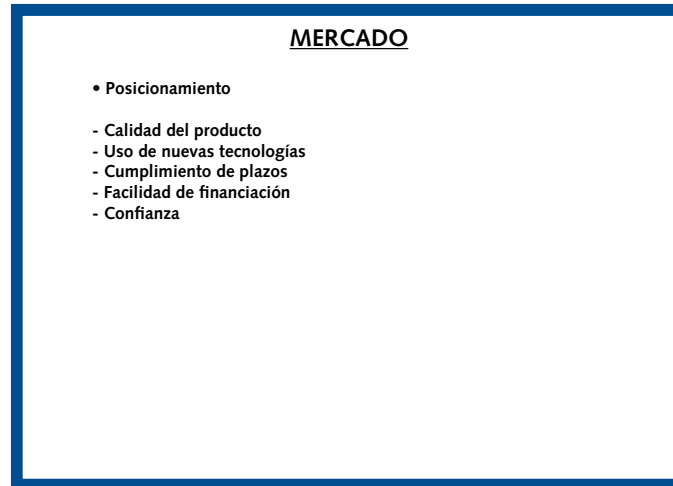 MERCADO
• Posicionamiento
- Calidad del producto
- Uso de nuevas tecnologías
- Cumplimiento de plazos
- Facilidad de financiación
- Confianza